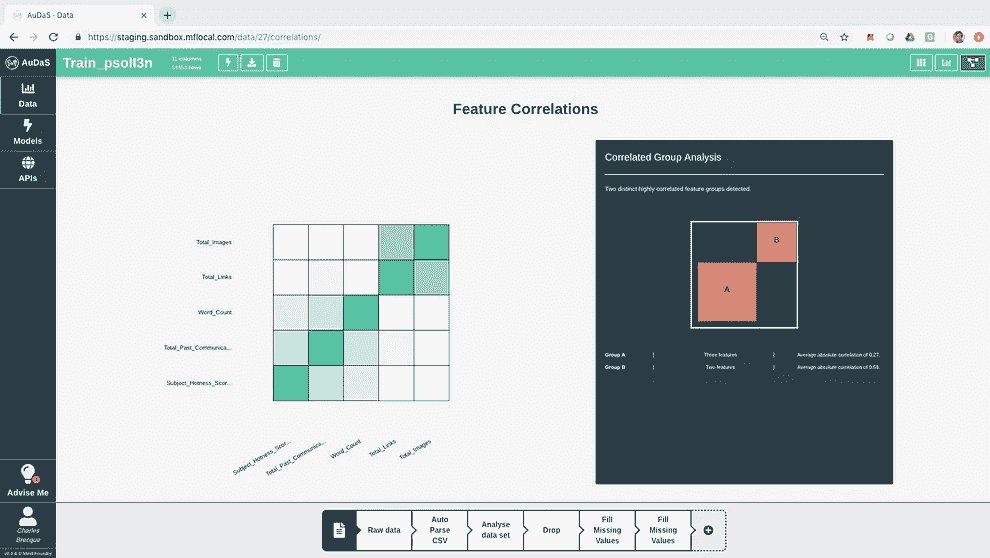 AuDaS - Data
https://staging.sandbox.mflocal.com/data/27/correlations/
AuDaS
Train_psoll3n
11 columns
rows
Data
Models
APIs
Advise Me
Charles
Brecque
Feature Correlations
Total_Images
Total_Links
Word_Count
Total_Past_Communica...
Subject_Hotness_Scor...
Subject_Hotness_Scor...
Total_Past_Communica...
Word_Count
Total_Links
Total_Images
Correlated Group Analysis
Two distinct highly correlated feature groups detected.
B
A
Group A | Three features | Average absolute correlation of 0.27.
Group B | Two features | Average absolute correlation of
Raw data
Auto
Parse
CSV
Analyse
data set
Drop
Fill
Missing
Values
Fill
Missing
Values